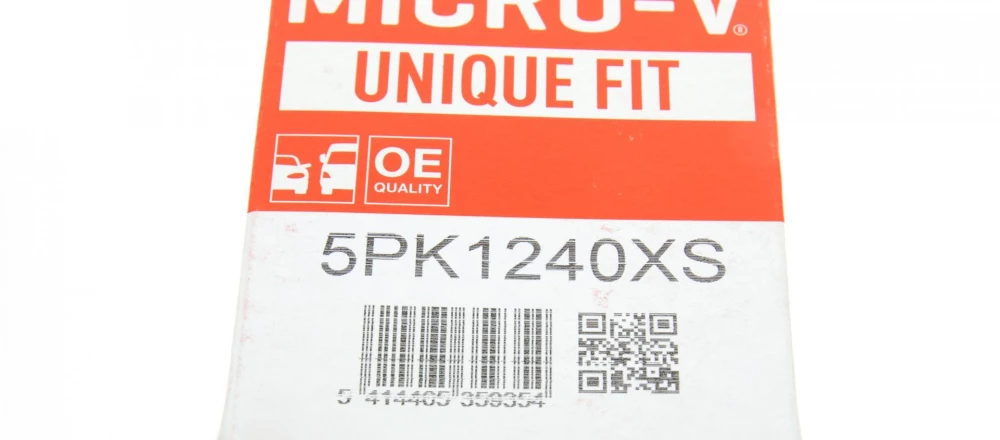 MICRO-V®
UNIQUE FIT
OE
QUALITY
5PK1240XS
5 414465 359354